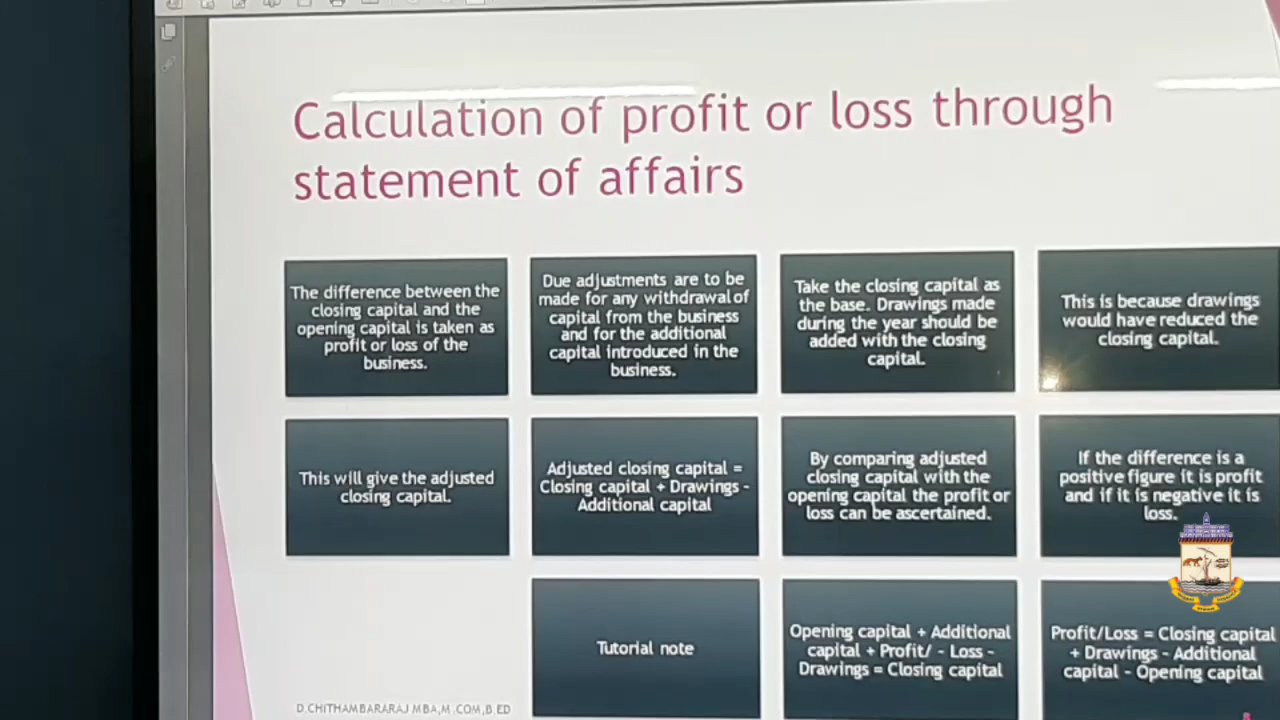 Calculation of profit or loss through
statement of affairs
The difference between the
closing capital and the
opening capital is taken as
profit or loss of the
business.
Due adjustments are to be
made for any withdrawal of
capital from the business
and for the additional
capital introduced in the
business.
Take the closing capital as
the base. Drawings made
during the year should be
added with the closing
capital.
This is because drawings
would have reduced the
closing capital.
This will give the adjusted
closing capital.
Adjusted closing capital =
Closing capital + Drawings -
Additional capital
By comparing adjusted
closing capital with the
opening capital the profit or
loss can be ascertained.
If the difference is a
positive figure it is profit
and if it is negative it is
loss.
Tutorial note
Opening capital + Additional
capital + Profit/ - Loss -
Drawings = Closing capital
Profit/Loss = Closing capital
+ Drawings - Additional
capital - Opening capital
D.CHITHAMBARARAJ MBA,M.COM,B ED